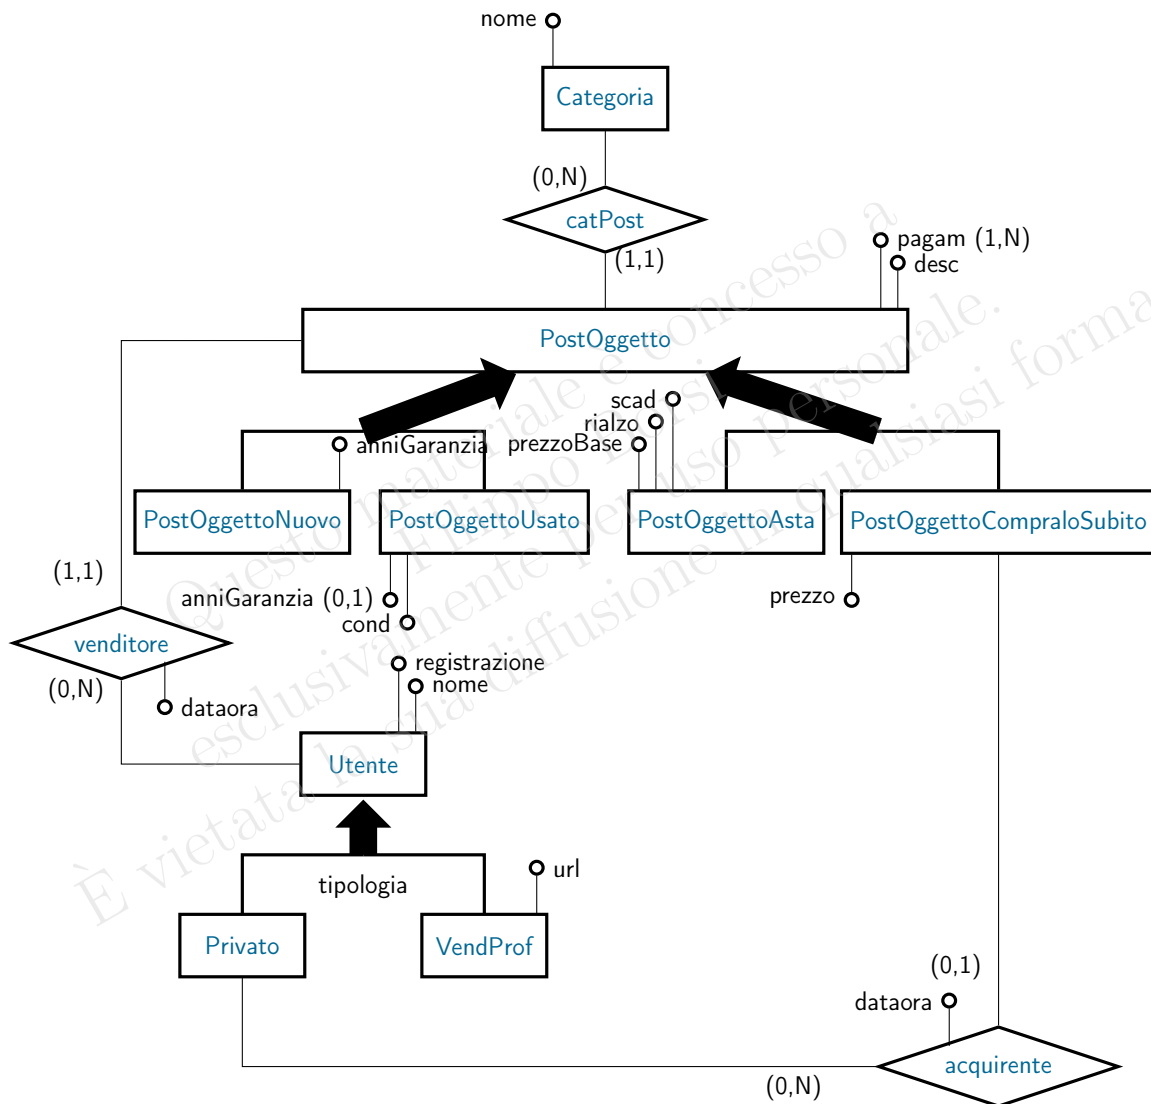 nome
Categoria
(0,N)
catPost
(1,1)
pagam (1,N)
desc
PostOggetto
scad
rialzo
prezzoBase
anniGaranzia
PostOggettoNuovo
PostOggettoUsato
PostOggettoAsta
PostOggettoCompraloSubito
(1,1)
anniGaranzia (0,1)
cond
prezzo
venditore
(0,N)
dataora
registrazione
nome
Utente
tipologia
url
Privato
VendProf
(0,1)
dataora
acquirente
(0,N)
Questo materiale è concesso a
Filippo
esclusivamente per uso personale.
È vietata la sua diffusione in qualsiasi forma